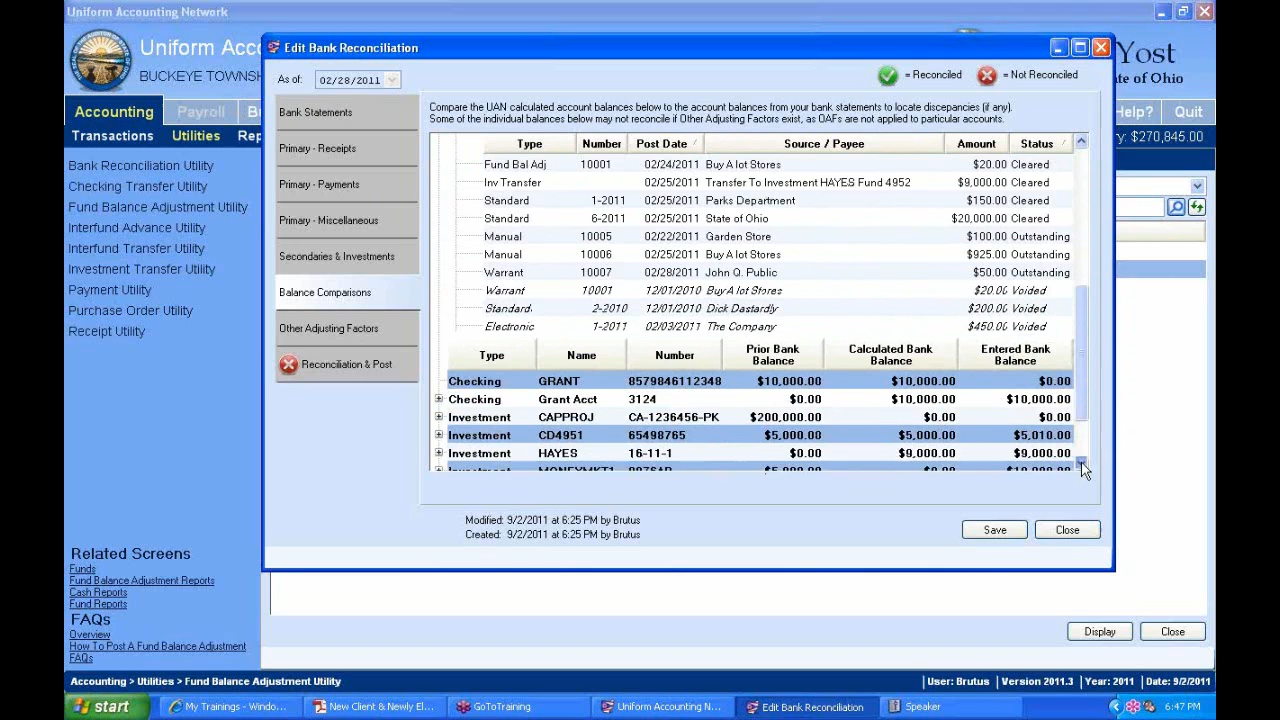 Uniform Accounting Network
Uniform Acco
BUCKEYE TOWNSH
Yost
te of Ohio
Accounting Payroll B Help? Quit
Transactions Utilities Rep ry: $270,845.00
Bank Reconciliation Utility
Checking Transfer Utility
Fund Balance Adjustment Utility
Interfund Advance Utility
Interfund Transfer Utility
Investment Transfer Utility
Payment Utility
Purchase Order Utility
Receipt Utility
Related Screens
Funds
Fund Balance Adjustment Reports
Cash Reports
Fund Reports
FAQs
Overview
How To Post A Fund Balance Adjustment
FAQs
Edit Bank Reconciliation
As of: 02/28/2011
= Reconciled = Not Reconciled
Bank Statements
Primary - Receipts
Primary - Payments
Primary - Miscellaneous
Secondaries & Investments
Balance Comparisons
Other Adjusting Factors
Reconciliation & Post
Compare the UAN calculated account balances below to the account balances from your bank statements to locate discrepancies (if any).
Some of the individual balances below may not reconcile if Other Adjusting Factors exist, as OAFs are not applied to particular accounts.
Type Number Post Date Source / Payee Amount Status
Fund Bal Adj 10001 02/24/2011 Buy A lot Stores $20.00 Cleared
Inv Transfer 02/25/2011 Transfer To Investment HAYES Fund 4952 $9,000.00 Cleared
Standard 1-2011 02/25/2011 Parks Department $150.00 Cleared
Standard 6-2011 02/25/2011 State of Ohio $20,000.00 Cleared
Manual 10005 02/22/2011 Garden Store $100.00 Outstanding
Manual 10006 02/25/2011 Buy A lot Stores $925.00 Outstanding
Warrant 10007 02/28/2011 John Q. Public $50.00 Outstanding
Warrant 10001 12/01/2010 Buy A lot Stores $20.00 Voided
Standard 2-2010 12/01/2010 Dick Dastardly $200.00 Voided
Electronic 1-2011 02/03/2011 The Company $450.00 Voided
Type Name Number Prior Bank Balance Calculated Bank Balance Entered Bank Balance
Checking GRANT 8579846112348 $10,000.00 $10,000.00 $0.00
Checking Grant Acct 3124 $0.00 $10,000.00 $10,000.00
Investment CAPPROJ CA-1236456-PK $200,000.00 $0.00 $0.00
Investment CD4951 65498765 $5,000.00 $5,000.00 $5,010.00
Investment HAYES 16-11-1 $0.00 $9,000.00 $9,000.00
Modified: 9/2/2011 at 6:25 PM by Brutus
Created: 9/2/2011 at 6:25 PM by Brutus
Save Close
Display Close
Accounting > Utilities > Fund Balance Adjustment Utility User: Brutus Version 2011.3 Year: 2011 Date: 9/2/2011
start My Trainings - Windo... New Client & Newly El... GoToTraining Uniform Accounting N... Edit Bank Reconciliation Speaker 6:47 PM